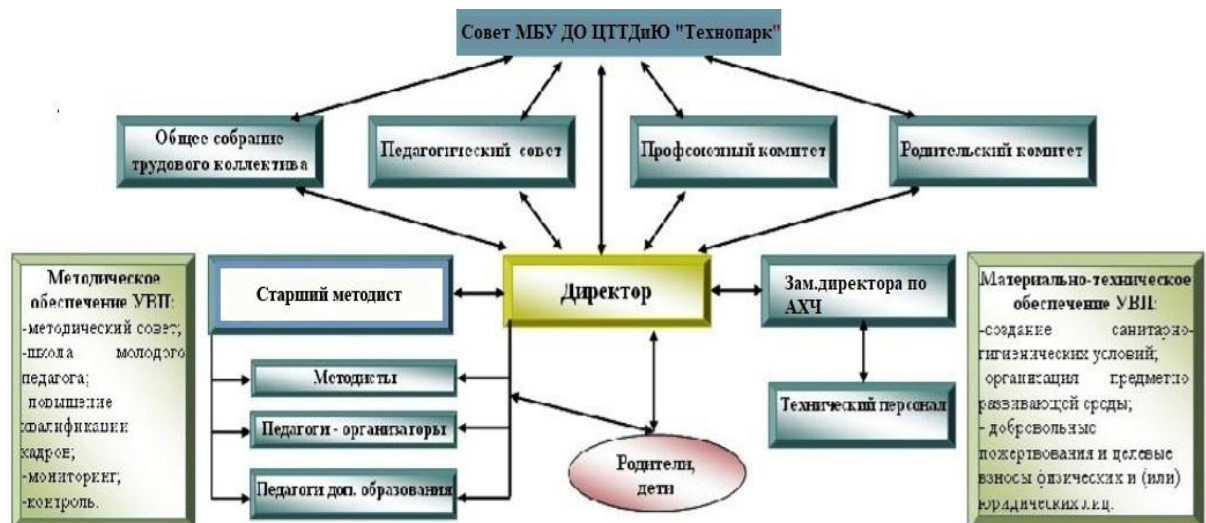 Совет МБУ ДО ЦТТДиЮ "Технопарк"
Общее собрание
трудового коллектива
Педагогический совет
Профсоюзный комитет
Родительский комитет
Методическое
обеспечение УВП:
-методический совет;
-школа молодого
педагога;
-повышение
квалификации
кадров;
-мониторинг;
-контроль.
Старший методист
Директор
Зам.директора по
АХЧ
Методисты
Педагоги - организаторы
Педагоги доп. образования
Родители,
дети
Технический персонал
Материально-техническое
обеспечение УВП:
-создание санитарно-
гигиенических условий;
-организация предметно
развивающей среды;
- добровольные
пожертвования и целевые
взносы физических и (или)
юридических лиц.